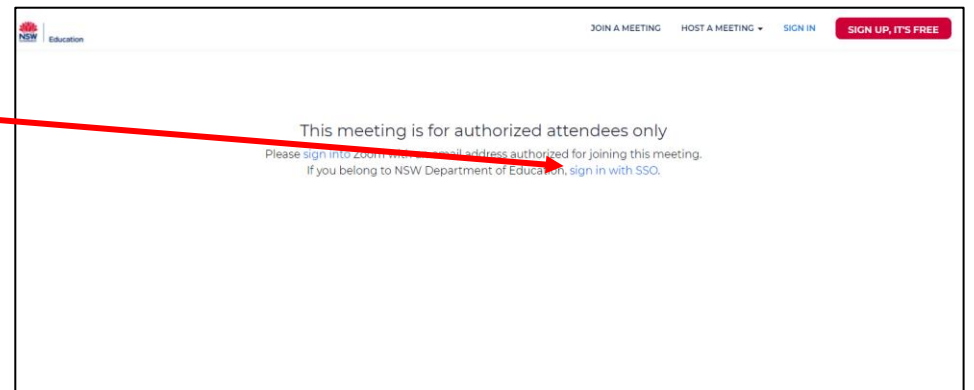 NSW
Education
JOIN A MEETING HOST A MEETING SIGN IN SIGN UP, IT'S FREE
This meeting is for authorized attendees only
Please sign into Zoom with an email address authorized for joining this meeting.
If you belong to NSW Department of Education, sign in with SSO.